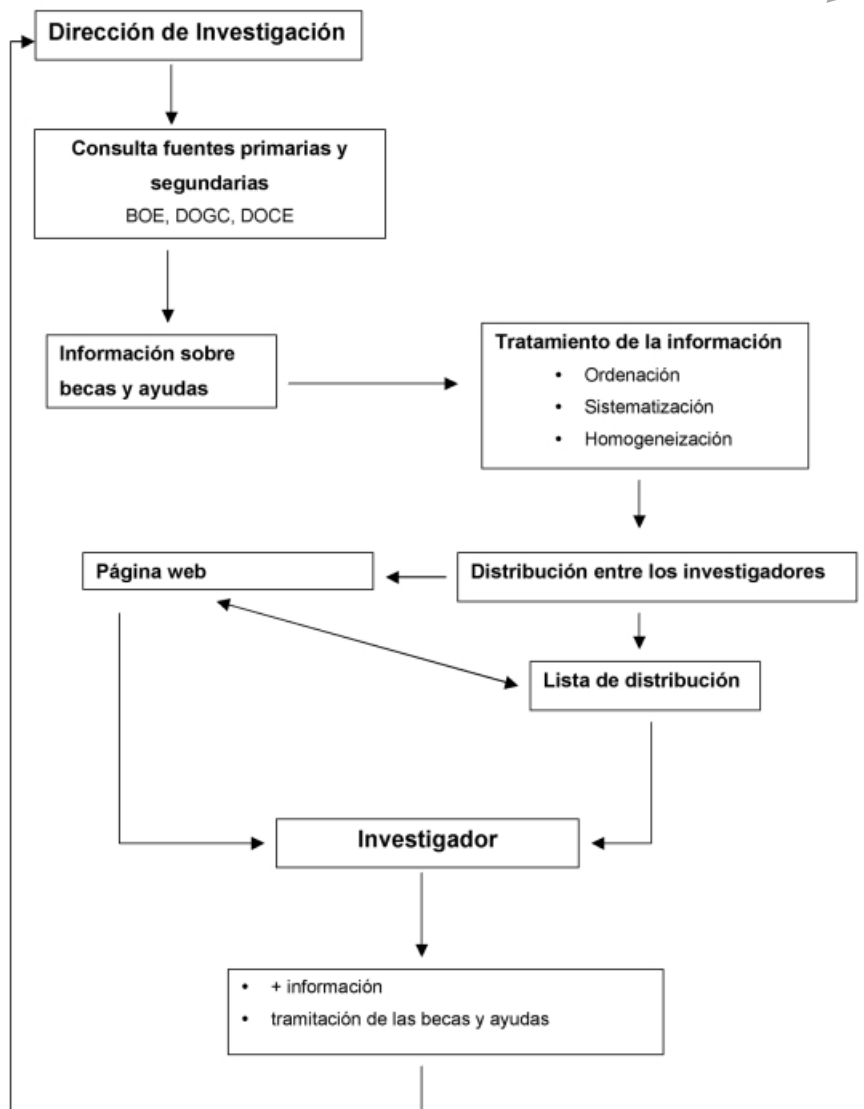 Dirección de Investigación
Consulta fuentes primarias y
segundarias
BOE, DOGC, DOCE
Información sobre
becas y ayudas
Tratamiento de la información
• Ordenación
• Sistematización
• Homogeneización
Página web
Distribución entre los investigadores
Lista de distribución
Investigador
• + información
• tramitación de las becas y ayudas